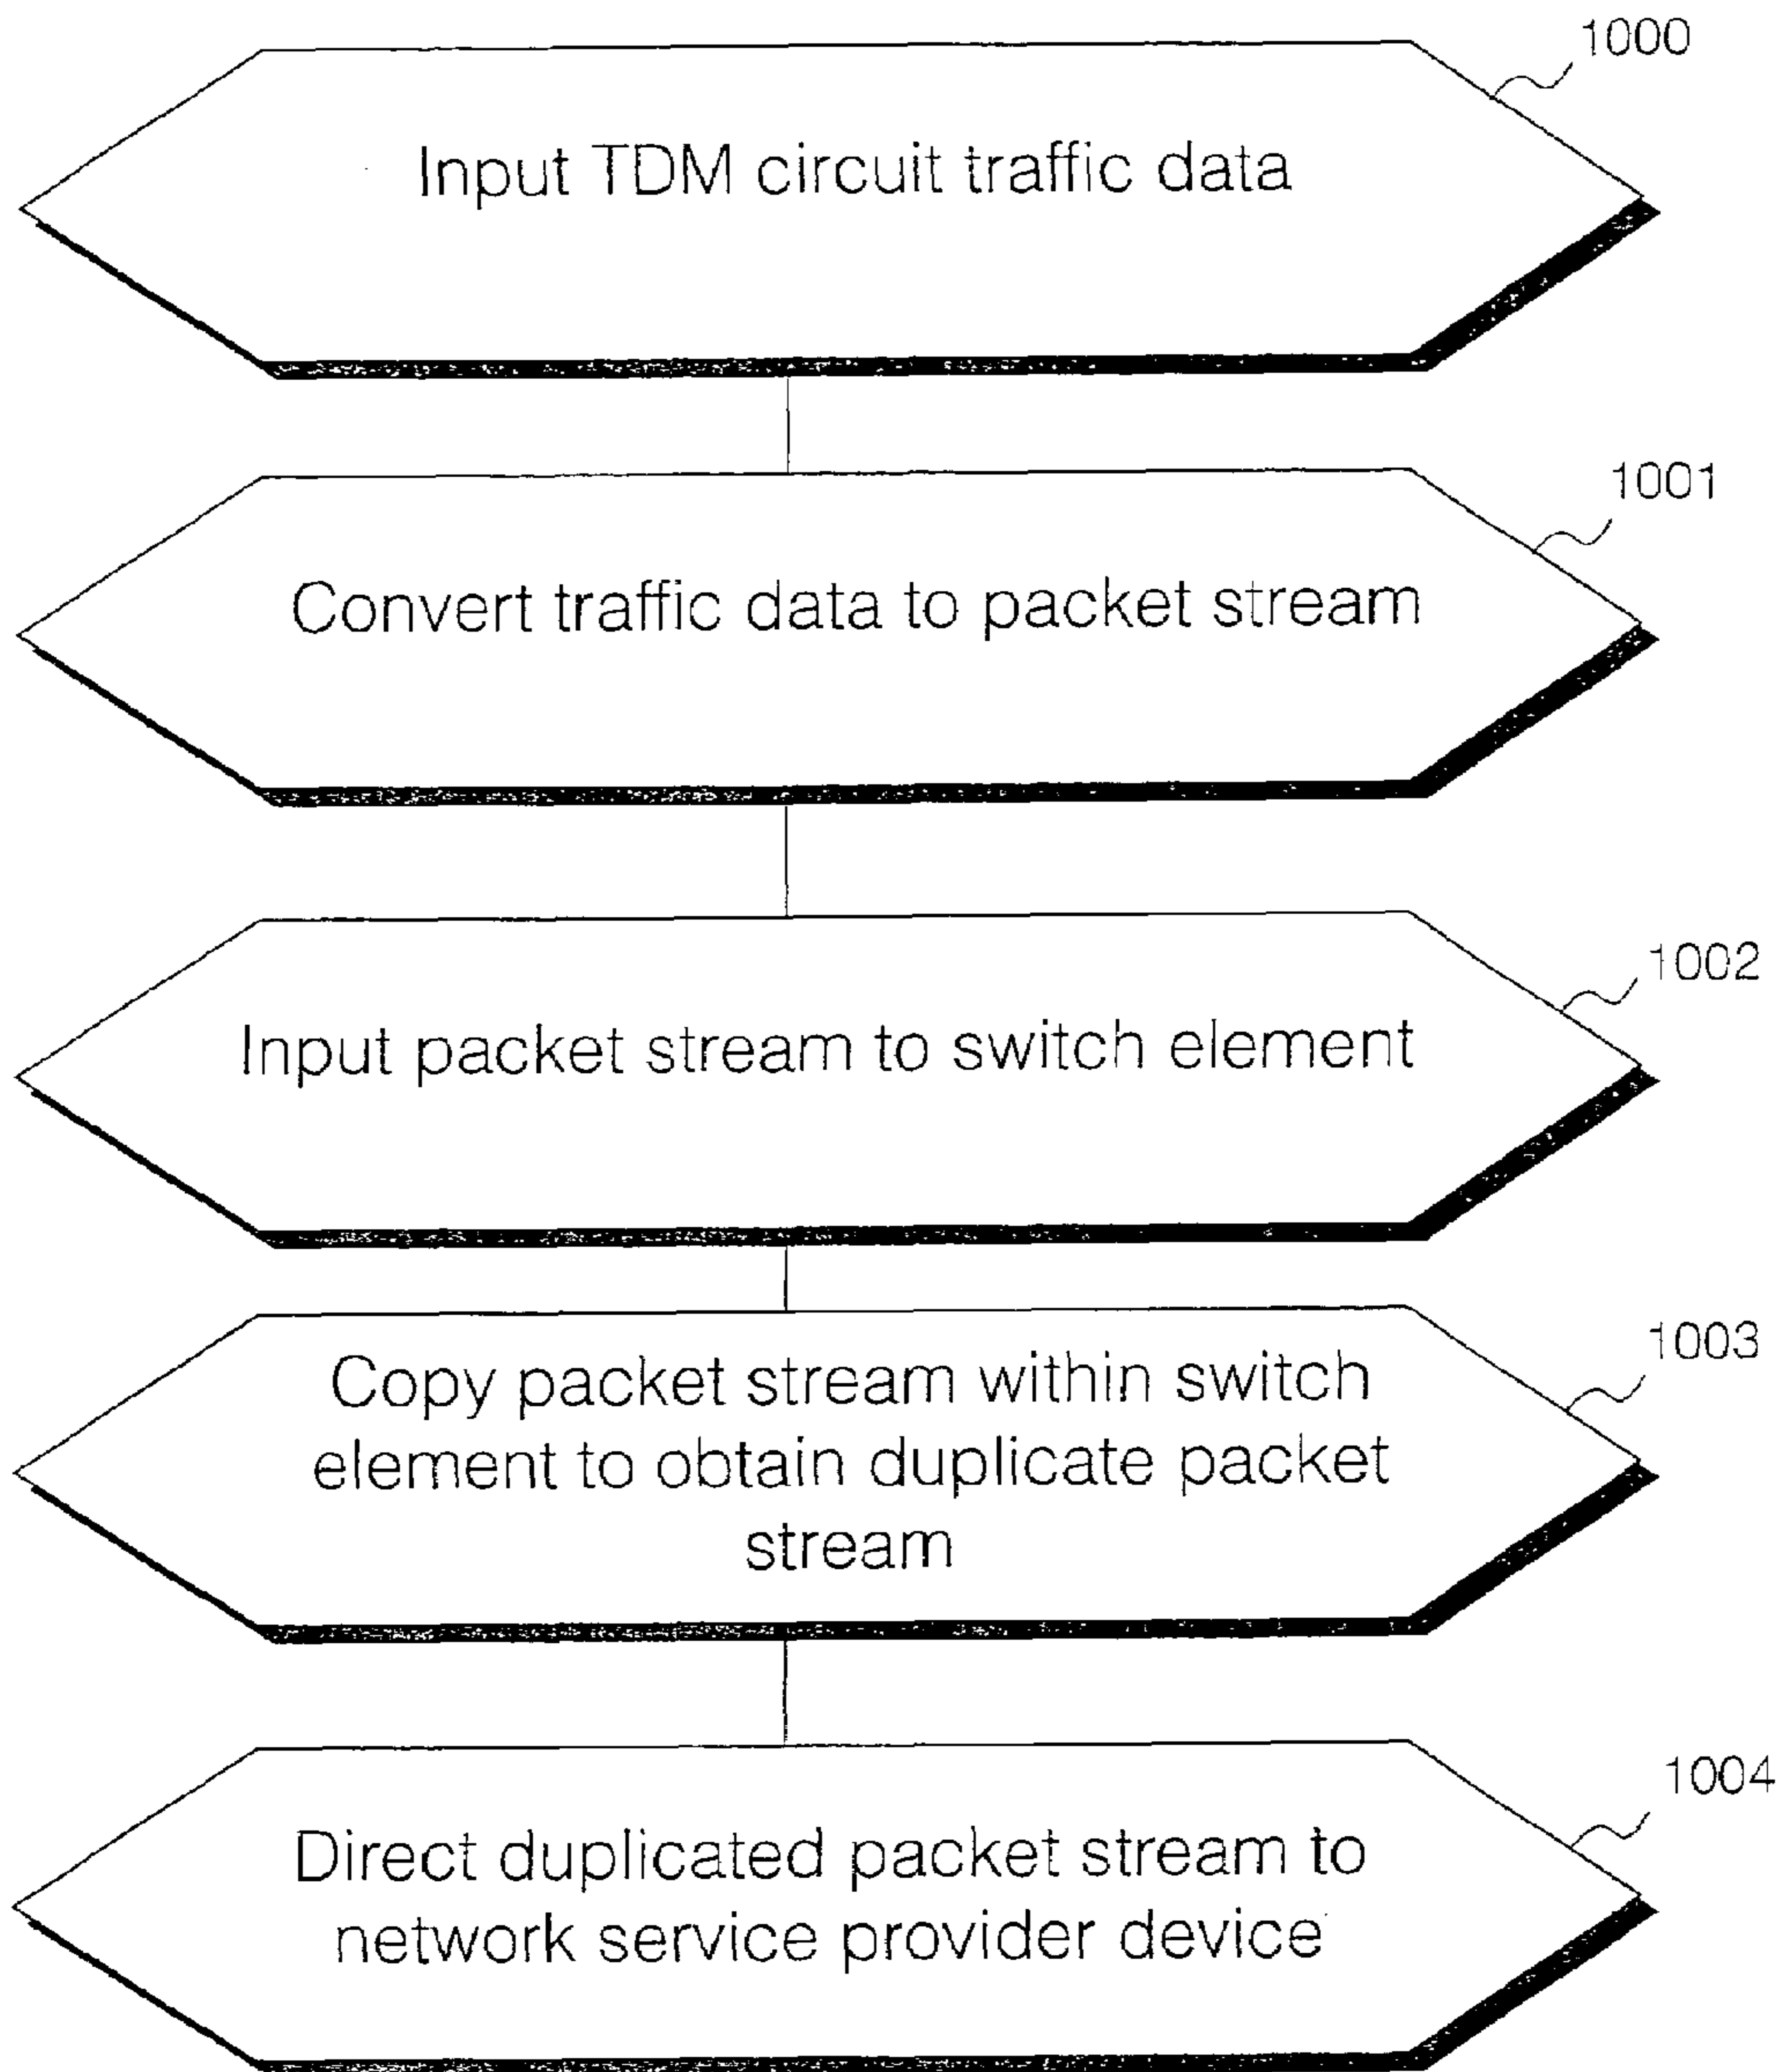 1000
Input TDM circuit traffic data
1001
Convert traffic data to packet stream
1002
Input packet stream to switch element
1003
Copy packet stream within switch
element to obtain duplicate packet
stream
1004
Direct duplicated packet stream to
network service provider device